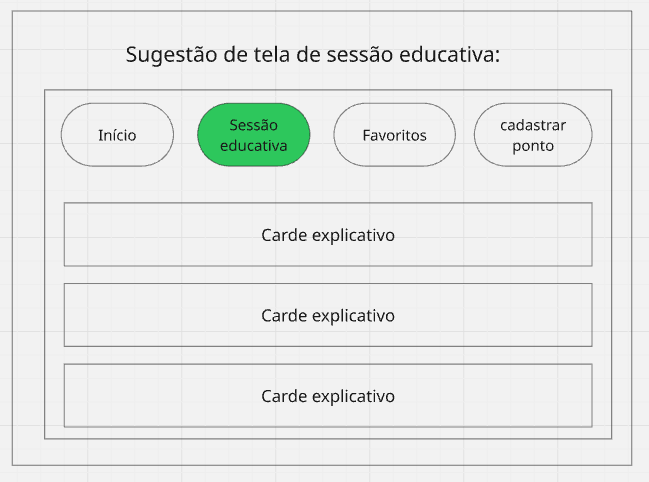 Sugestão de tela de sessão educativa:
Início
Sessão
educativa
Favoritos
cadastrar
ponto
Carde explicativo
Carde explicativo
Carde explicativo